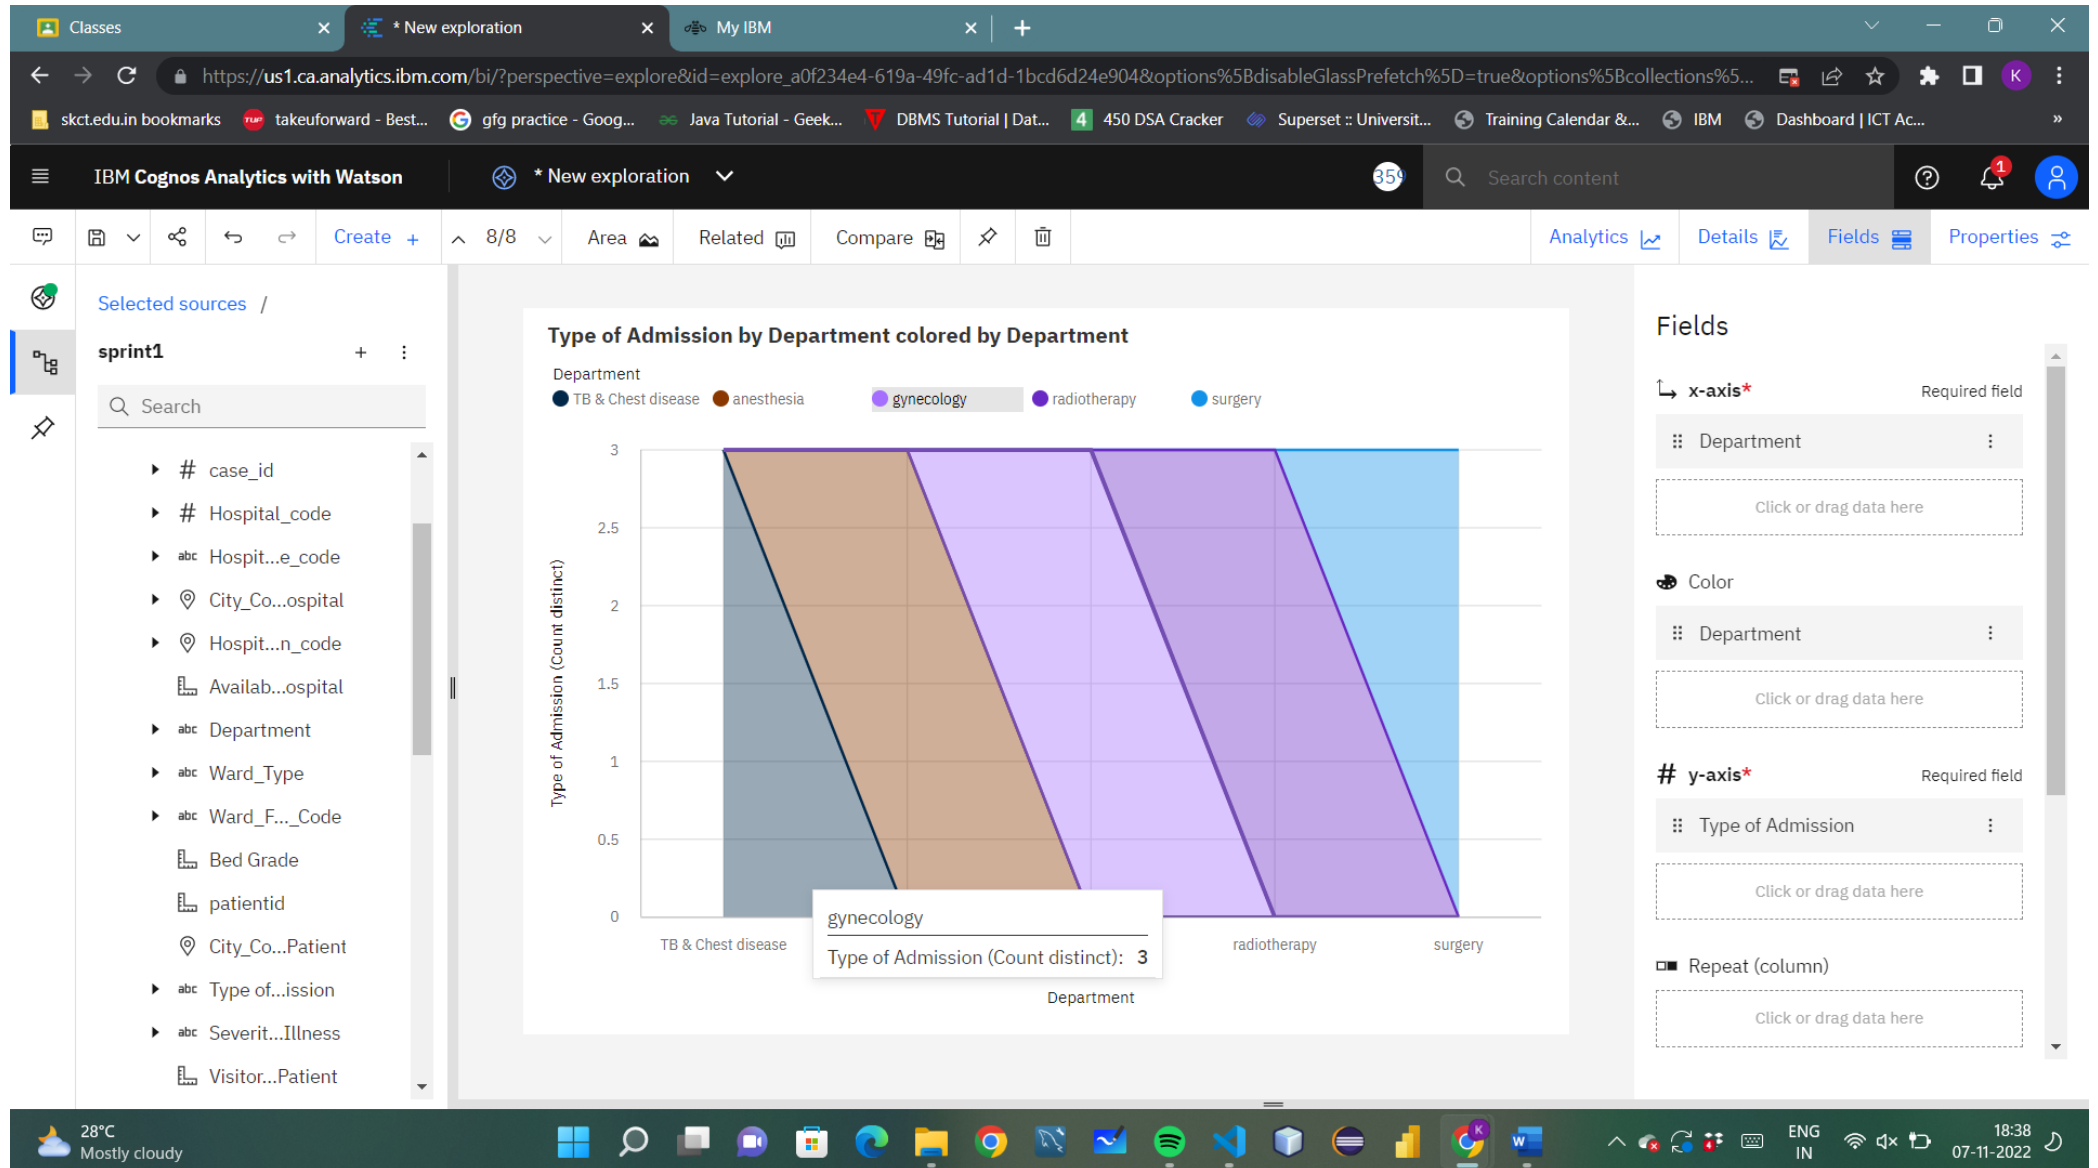 Classes
* New exploration
My IBM
https://us1.ca.analytics.ibm.com/bi/?perspective=explore&id=explore_a0f234e4-619a-49fc-ad1d-1bcd6d24e904&options%5BdisableGlassPrefetch%5D=true&options%5Bcollections%5...
K
skct.edu.in bookmarks
takeuforward - Best...
gfg practice - Goog...
Java Tutorial - Geek...
DBMS Tutorial | Dat...
4
450 DSA Cracker
Superset :: Universit...
Training Calendar &...
IBM
Dashboard | ICT Ac...
»
IBM Cognos Analytics with Watson
* New exploration
359
Search content
1
Create +
8/8
Area
Related
Compare
Analytics
Details
Fields
Properties
Selected sources /
sprint1
Search
# case_id
# Hospital_code
abc Hospit...e_code
City_Co...ospital
Hospit...n_code
Availab...ospital
abc Department
abc Ward_Type
abc Ward_F..._Code
Bed Grade
patientid
City_Co...Patient
abc Type of...ission
abc Severit...Illness
Visitor...Patient
Type of Admission by Department colored by Department
Department
TB & Chest disease
anesthesia
gynecology
radiotherapy
surgery
Type of Admission (Count distinct)
3
2.5
2
1.5
1
0.5
0
TB & Chest disease
radiotherapy
surgery
gynecology
Type of Admission (Count distinct): 3
Department
Fields
x-axis*
Required field
Department
Click or drag data here
Color
Department
Click or drag data here
# y-axis*
Required field
Type of Admission
Click or drag data here
Repeat (column)
Click or drag data here
28°C
Mostly cloudy
K
ENG
IN
18:38
07-11-2022